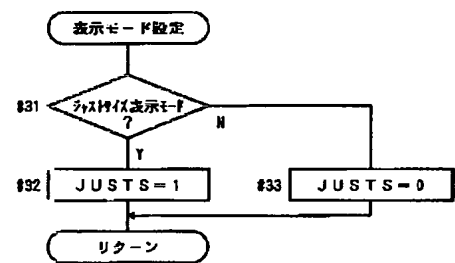 表示モード設定
#31
ジャストサイズ表示モード
?
N
Y
#32
JUSTS=1
#33
JUSTS=0
リターン